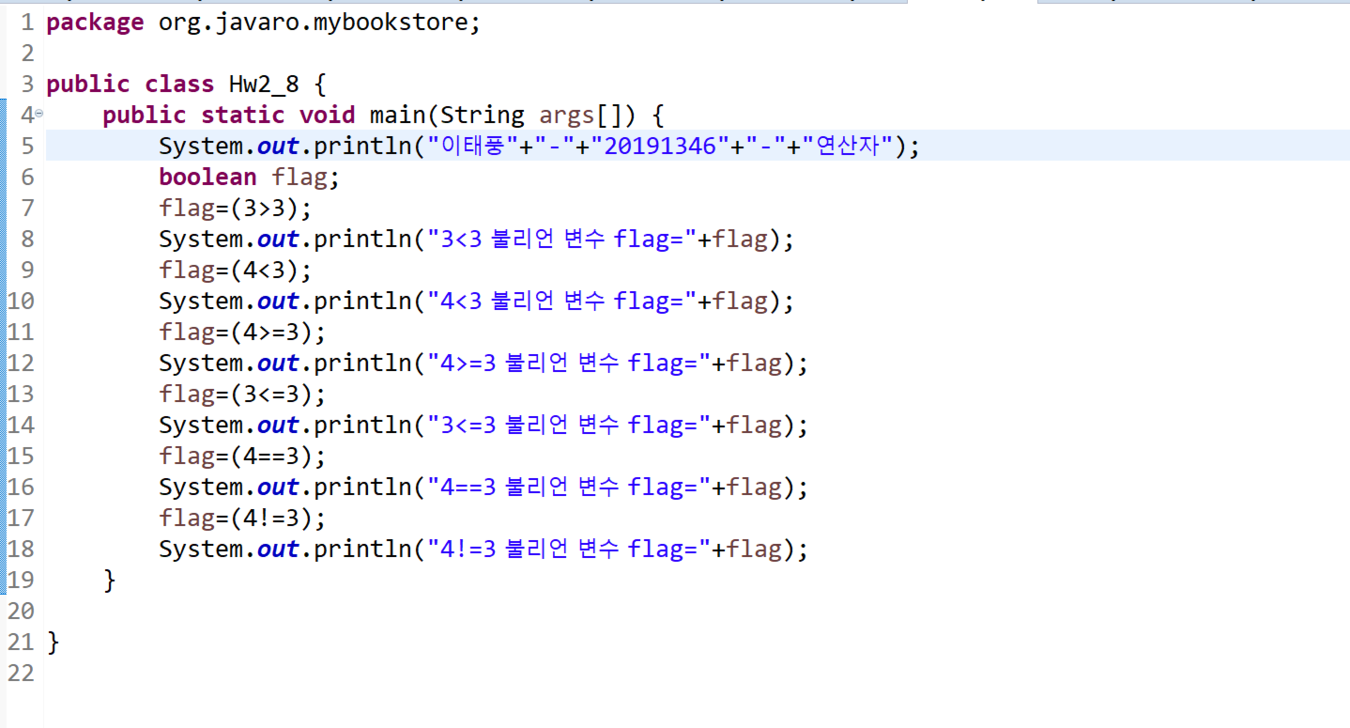 1 package org.javaro.mybookstore;
2
3 public class Hw2_8 {
4 public static void main(String args[]) {
5 System.out.println("이태풍"+"-"+"20191346"+"-"+"연산자");
6 boolean flag;
7 flag=(3>3);
8 System.out.println("3<3 불리언 변수 flag="+flag);
9 flag=(4<3);
10 System.out.println("4<3 불리언 변수 flag="+flag);
11 flag=(4>=3);
12 System.out.println("4>=3 불리언 변수 flag="+flag);
13 flag=(3<=3);
14 System.out.println("3<=3 불리언 변수 flag="+flag);
15 flag=(4==3);
16 System.out.println("4==3 불리언 변수 flag="+flag);
17 flag=(4!=3);
18 System.out.println("4!=3 불리언 변수 flag="+flag);
19 }
20
21 }
22